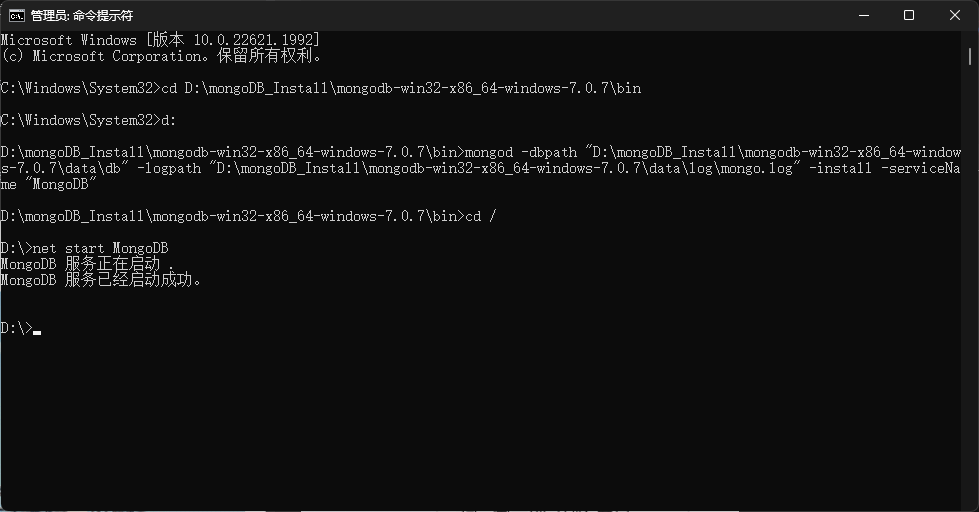 管理员: 命令提示符
Microsoft Windows [版本 10.0.22621.1992]
(c) Microsoft Corporation。保留所有权利。
C:\Windows\System32>cd D:\mongoDB_Install\mongodb-win32-x86_64-windows-7.0.7\bin
C:\Windows\System32>d:
D:\mongoDB_Install\mongodb-win32-x86_64-windows-7.0.7\bin>mongod -dbpath "D:\mongoDB_Install\mongodb-win32-x86_64-window
s-7.0.7\data\db" -logpath "D:\mongoDB_Install\mongodb-win32-x86_64-windows-7.0.7\data\log\mongo.log" -install -serviceNa
me "MongoDB"
D:\mongoDB_Install\mongodb-win32-x86_64-windows-7.0.7\bin>cd /
D:\>net start MongoDB
MongoDB 服务正在启动 .
MongoDB 服务已经启动成功。
D:\>